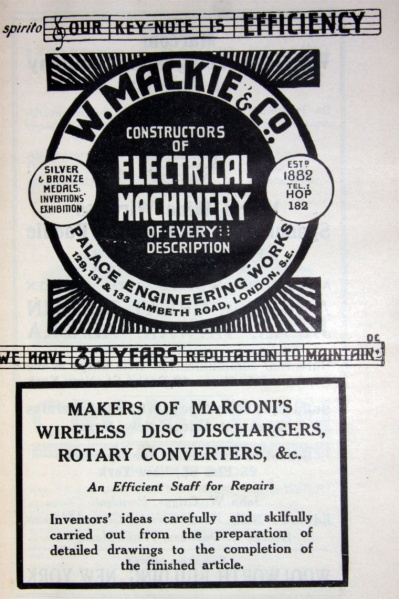 spirito OUR KEY-NOTE IS EFFICIENCY
W. MACKIE & CO.,
CONSTRUCTORS
OF
ELECTRICAL
MACHINERY
OF·EVERY::
DESCRIPTION
SILVER
& BRONZE
MEDALS:
INVENTIONS'
EXHIBITION
ESTD
1882
TEL.:
HOP
182
PALACE ENGINEERING WORKS
129, 131 & 133 LAMBETH ROAD, LONDON, S.E.
DC
WE HAVE 30 YEARS REPUTATION TO MAINTAIN.
MAKERS OF MARCONI'S
WIRELESS DISC DISCHARGERS,
ROTARY CONVERTERS, &c.
An Efficient Staff for Repairs
Inventors' ideas carefully and skilfully
carried out from the preparation of
detailed drawings to the completion of
the finished article.